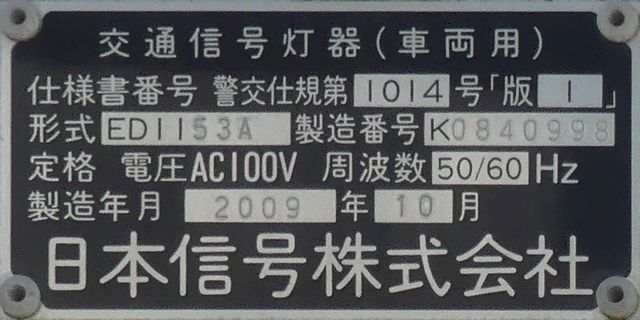 交通信号灯器(車両用)
仕様書番号 警交仕規第 1014 号「版 1 」
形式 ED1153A 製造番号 K0840998
定格 電圧AC100V 周波数 50/60 Hz
製造年月 2009 年 10 月
日本信号株式会社